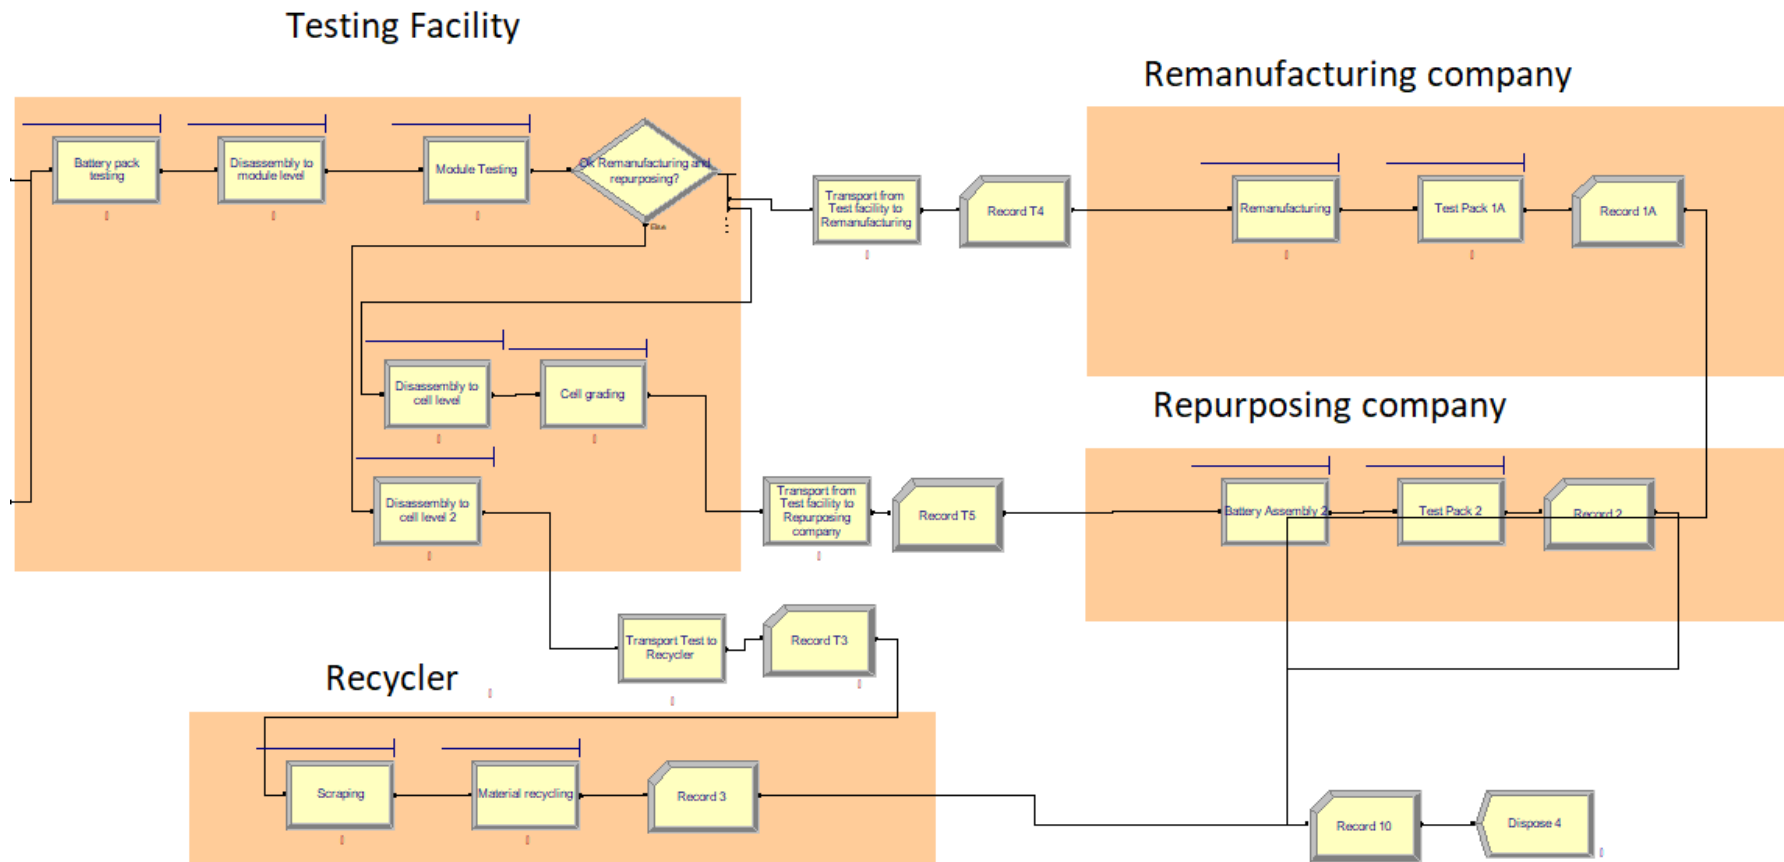 Testing Facility
Remanufacturing company
Battery pack
testing
Disassembly to
module level
Module Testing
Ok Remanufacturing and
repurposing?
Else
Transport from
Test facility to
Remanufacturing
Record T4
Remanufacturing
Test Pack 1A
Record 1A
Disassembly to
cell level
Cell grading
Repurposing company
Disassembly to
cell level 2
Transport from
Test facility to
Repurposing
company
Record T5
Battery Assembly 2
Test Pack 2
Record 2
Transport Test to
Recycler
Record T3
Recycler
Scraping
Material recycling
Record 3
Record 10
Dispose 4